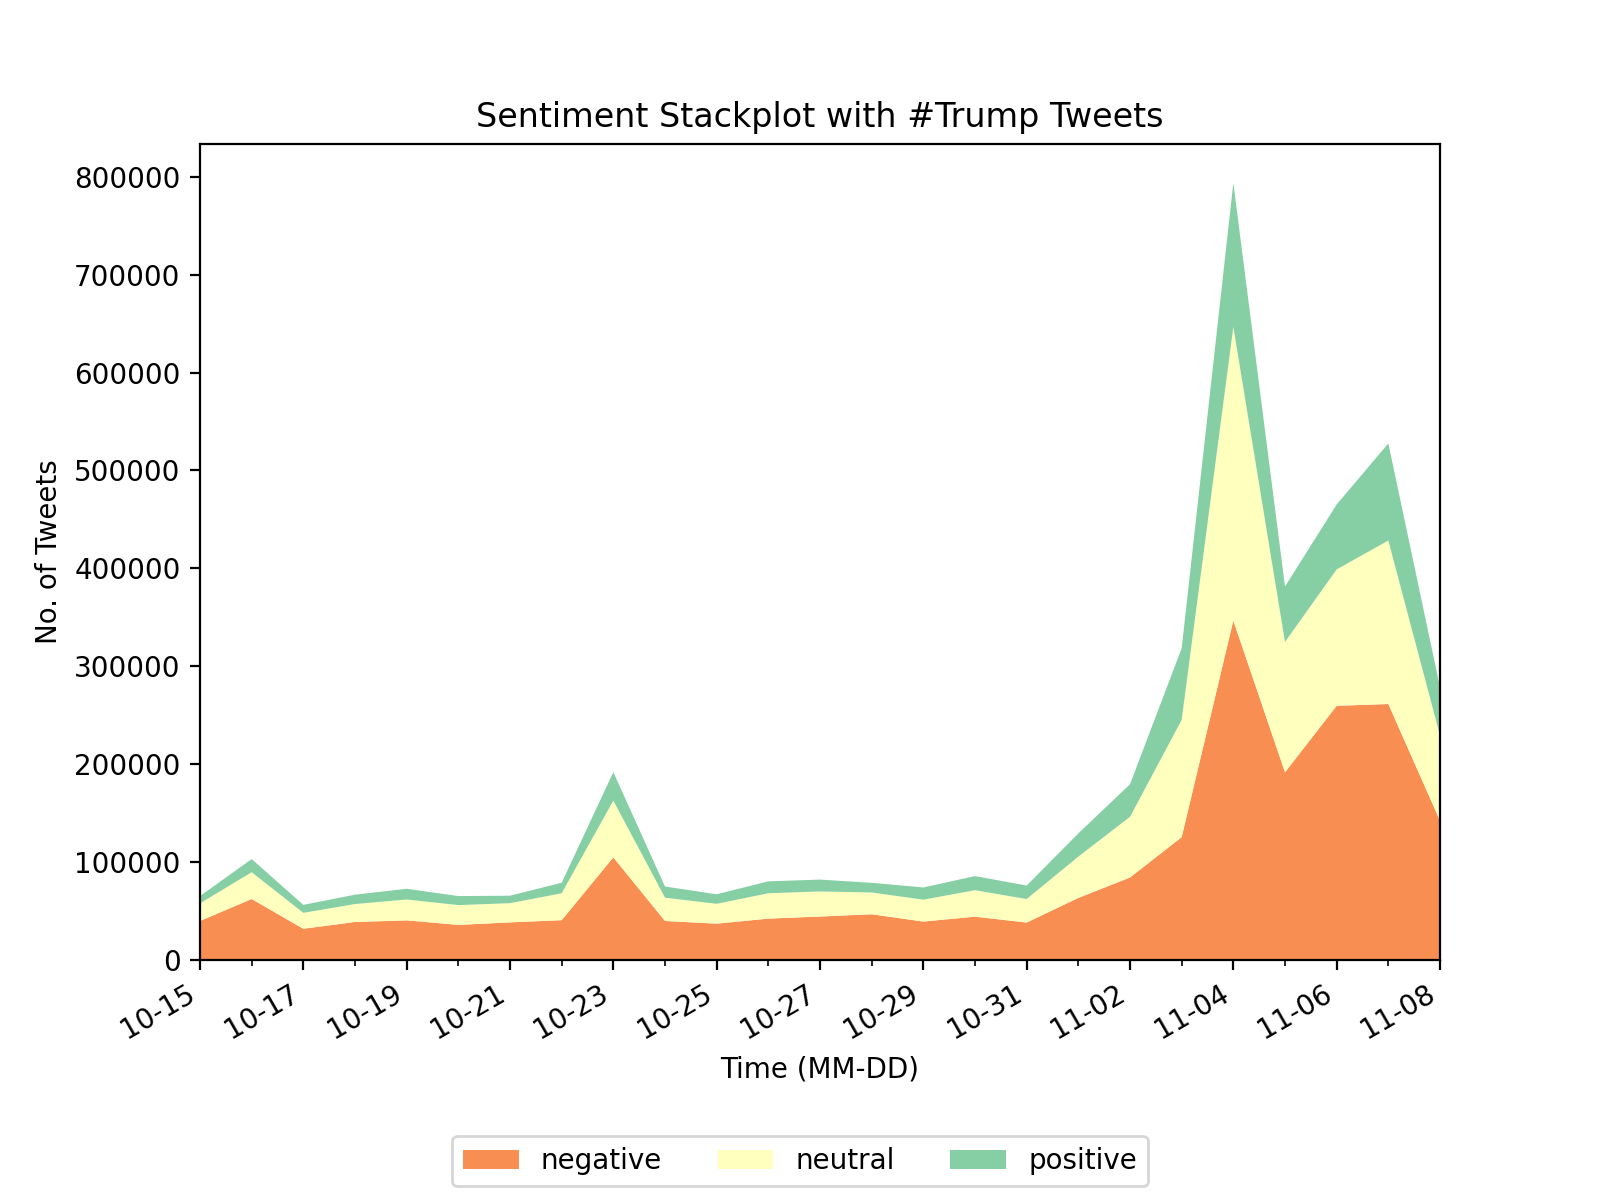 Sentiment Stackplot with #Trump Tweets
800000
700000
600000
500000
400000
300000
200000
100000
0
No. of Tweets
10-15 10-17 10-19 10-21 10-23 10-25 10-27 10-29 10-31 11-02 11-04 11-06 11-08
Time (MM-DD)
negative neutral positive